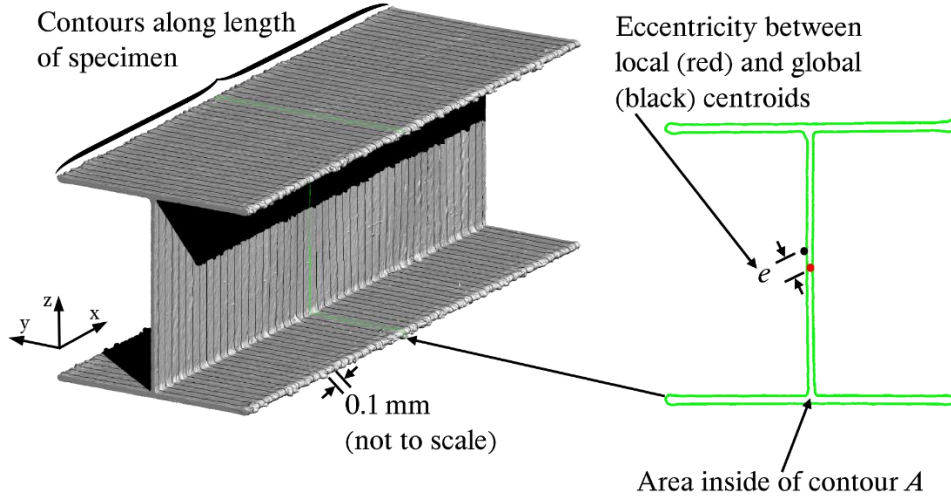 Contours along length
of specimen
Eccentricity between
local (red) and global
(black) centroids
e
z
y
x
0.1 mm
(not to scale)
Area inside of contour A